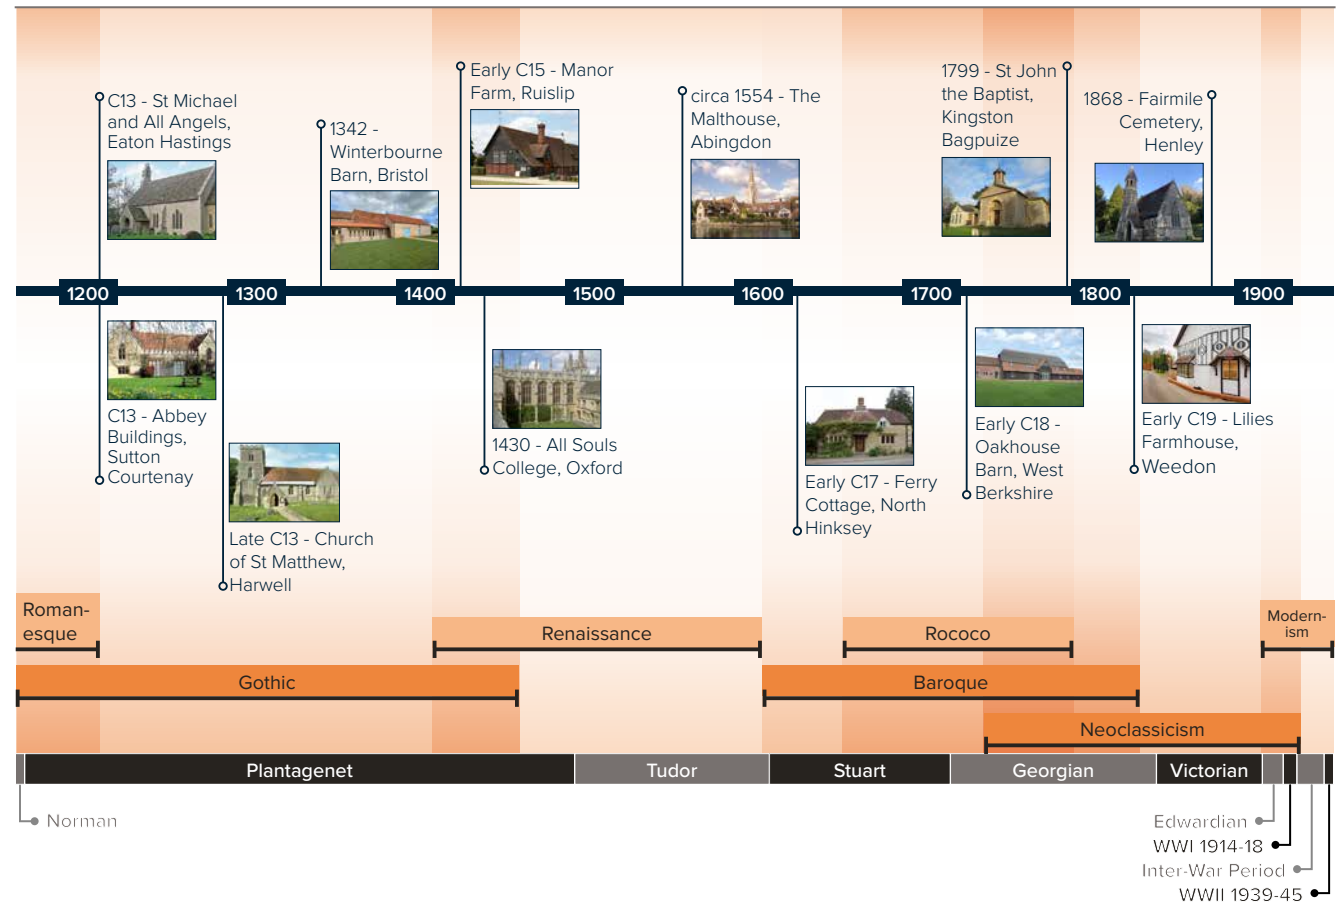 C13 - St Michael
and All Angels,
Eaton Hastings
1342 -
Winterbourne
Barn, Bristol
Early C15 - Manor
Farm, Ruislip
circa 1554 - The
Malthouse,
Abingdon
1799 - St John
the Baptist,
Kingston
Bagpuize
1868 - Fairmile
Cemetery,
Henley
1200
1300
1400
1500
1600
1700
1800
1900
C13 - Abbey
Buildings,
Sutton
Courtenay
Late C13 - Church
of St Matthew,
Harwell
1430 - All Souls
College, Oxford
Early C17 - Ferry
Cottage, North
Hinksey
Early C18 -
Oakhouse
Barn, West
Berkshire
Early C19 - Lilies
Farmhouse,
Weedon
Roman-
esque
Renaissance
Rococo
Modern-
ism
Gothic
Baroque
Neoclassicism
Plantagenet
Tudor
Stuart
Georgian
Victorian
Norman
Edwardian
WWI 1914-18
Inter-War Period
WWII 1939-45